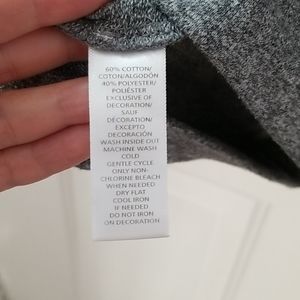 60% COTTON/
COTON/ALGODÓN
40% POLYESTER/
POLIÉSTER
EXCLUSIVE OF
DECORATION/
SAUF
DÉCORATION/
EXCEPTO
DECORACIÓN
WASH INSIDE OUT
MACHINE WASH
COLD
GENTLE CYCLE
ONLY NON-
CHLORINE BLEACH
WHEN NEEDED
DRY FLAT
COOL IRON
IF NEEDED
DO NOT IRON
ON DECORATION